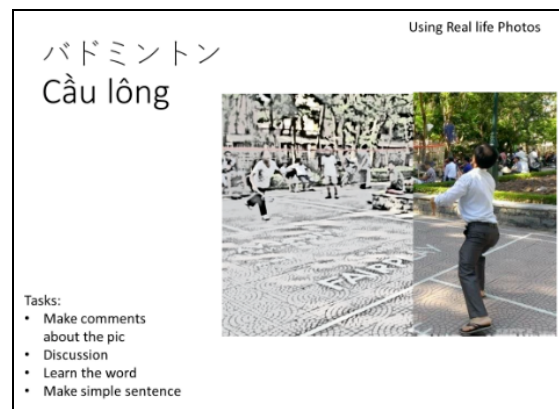 Using Real life Photos
バドミントン
Cầu lông
FAIRPLAY
Tasks:
• Make comments
about the pic
• Discussion
• Learn the word
• Make simple sentence